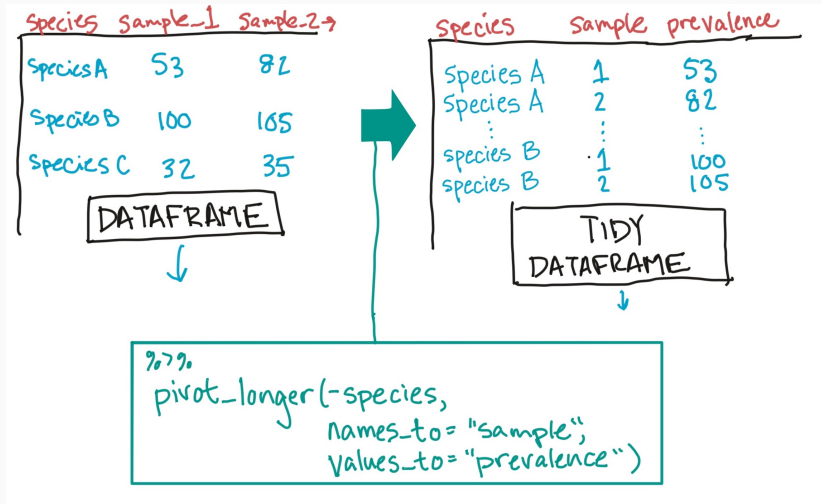 Species Sample_1 Sample_2→
Species A 53 82
Species B 100 105
Species C 32 35
DATAFRAME
Species Sample prevalence
Species A 1 53
Species A 2 82
⋮ ⋮ ⋮
species B 1 100
species B 2 105
TIDY
DATAFRAME
%>%
pivot_longer(-species,
names_to = "sample",
values_to = "prevalence")